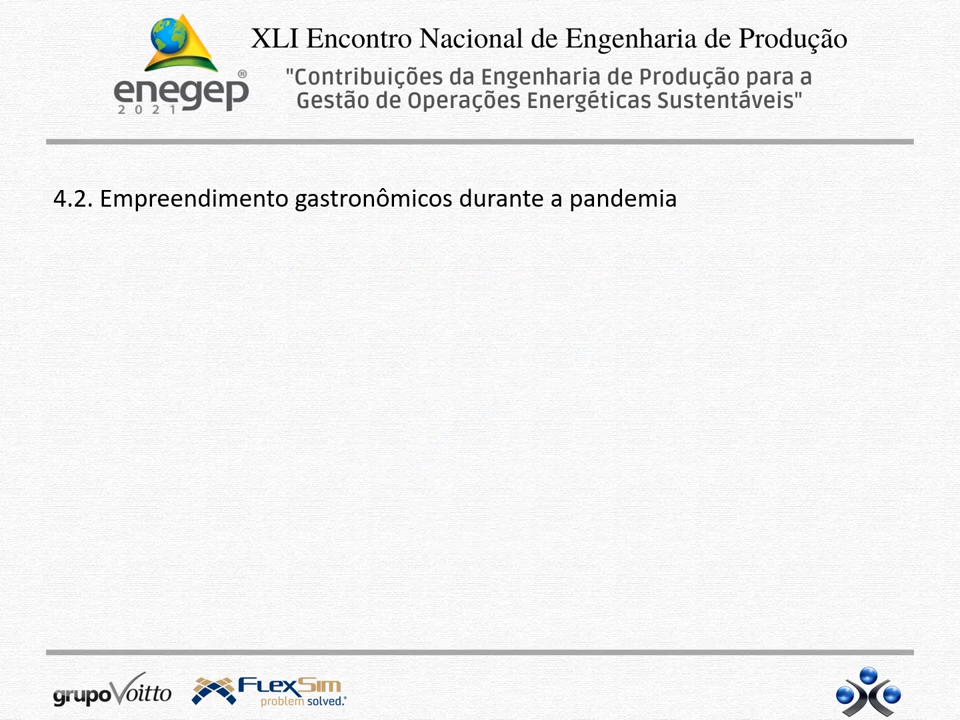 XLI Encontro Nacional de Engenharia de Produção
"Contribuições da Engenharia de Produção para a
Gestão de Operações Energéticas Sustentáveis"
enegep®
2021
4.2. Empreendimento gastronômicos durante a pandemia
grupoVoitto
FlexSim
problem solved.®